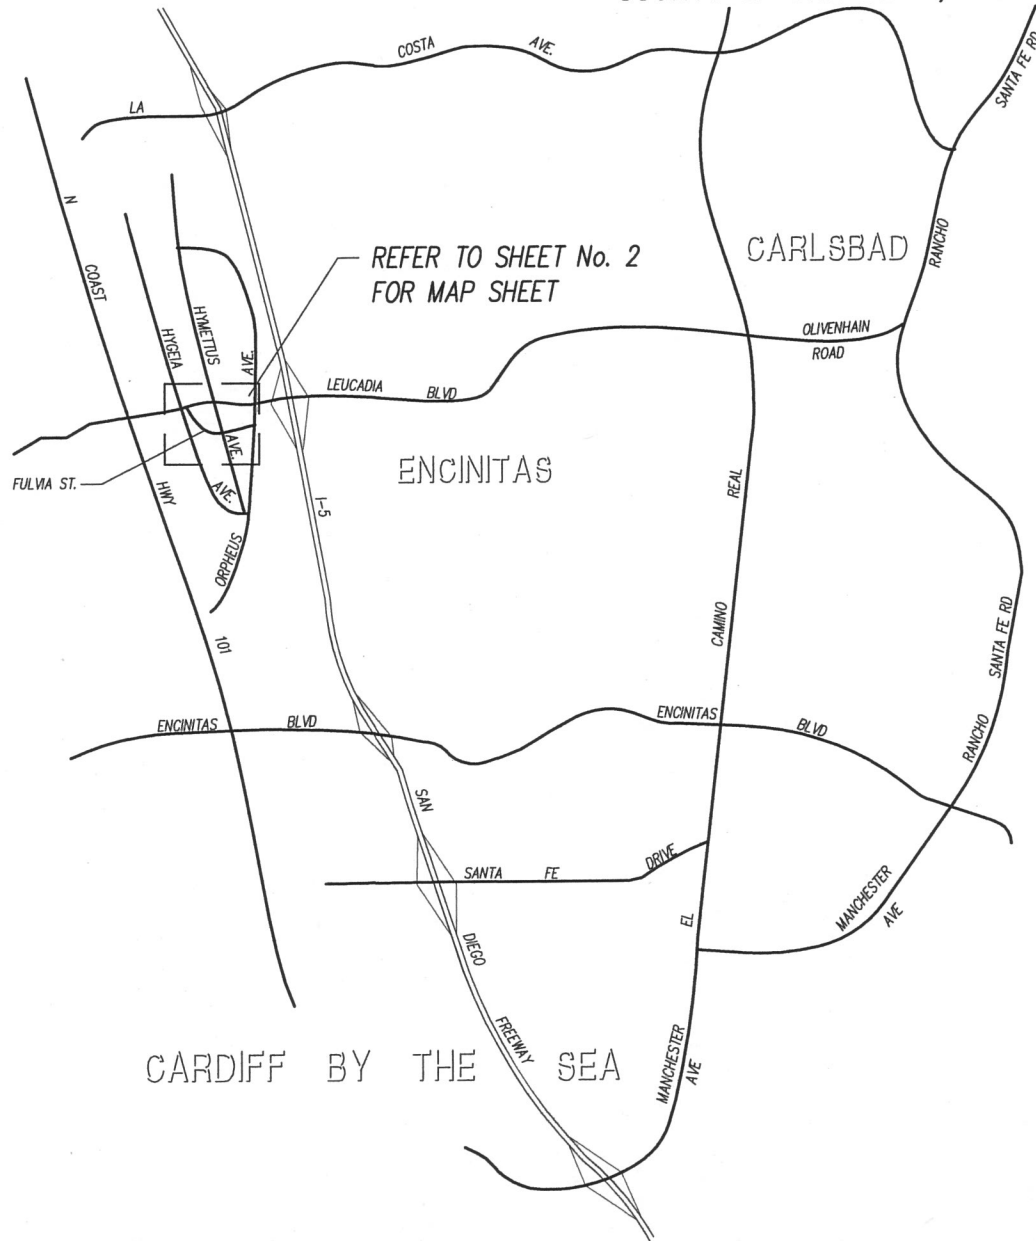 COSTA
AVE.
LA
SANTA FE RD
N
COAST
HWY
101
CARLSBAD
RANCHO
REFER TO SHEET No. 2
FOR MAP SHEET
HYGEIA
AVE.
HYMETTUS
AVE.
AVE.
ORPHEUS
OLIVENHAIN
ROAD
LEUCADIA
BLVD
ENCINITAS
FULVIA ST.
I-5
REAL
CAMINO
EL
SANTA FE RD
RANCHO
ENCINITAS
BLVD
ENCINITAS
BLVD
SAN
DIEGO
FREEWAY
SANTA
FE
DRIVE
MANCHESTER
AVE
CARDIFF BY THE SEA
MANCHESTER
AVE